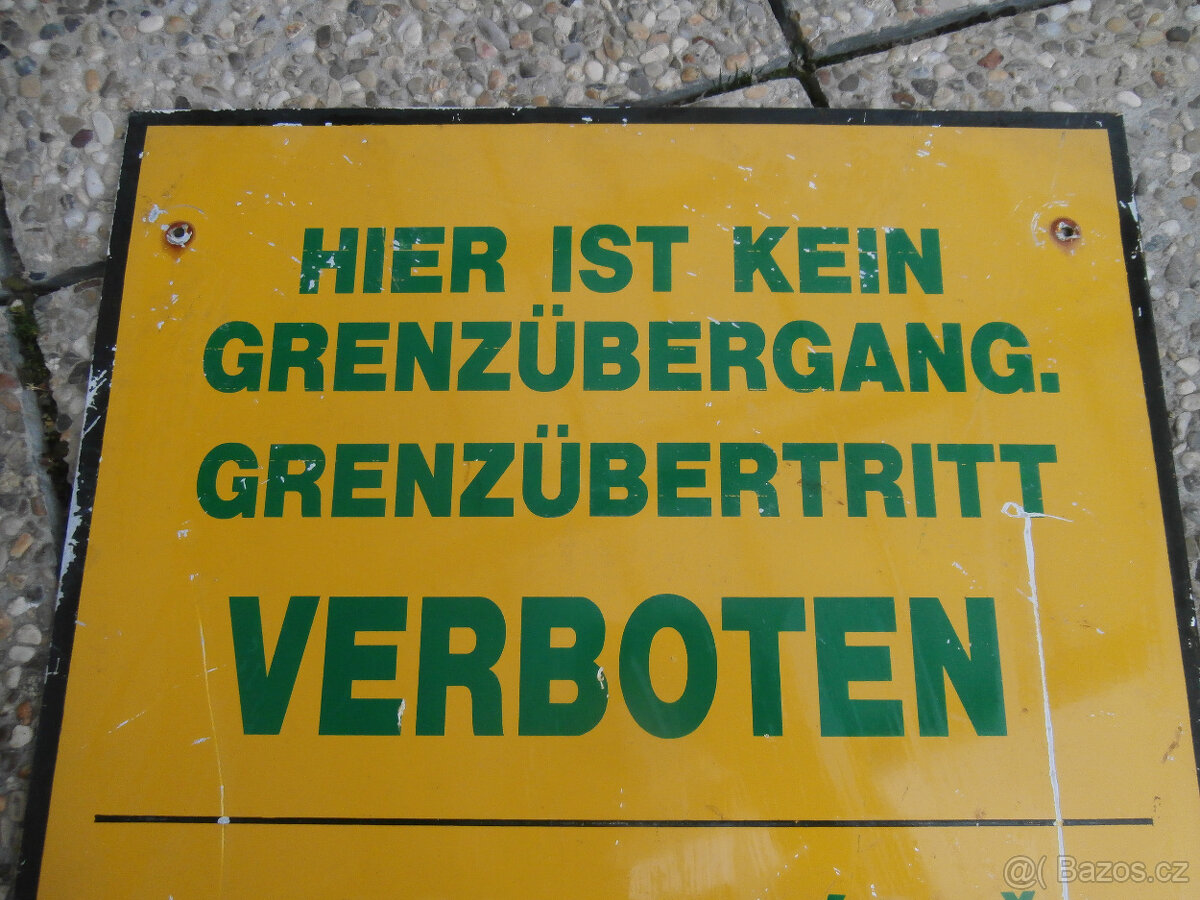 HIER IST KEIN
GRENZÜBERGANG.
GRENZÜBERTRITT
VERBOTEN
@( Bazos.cz